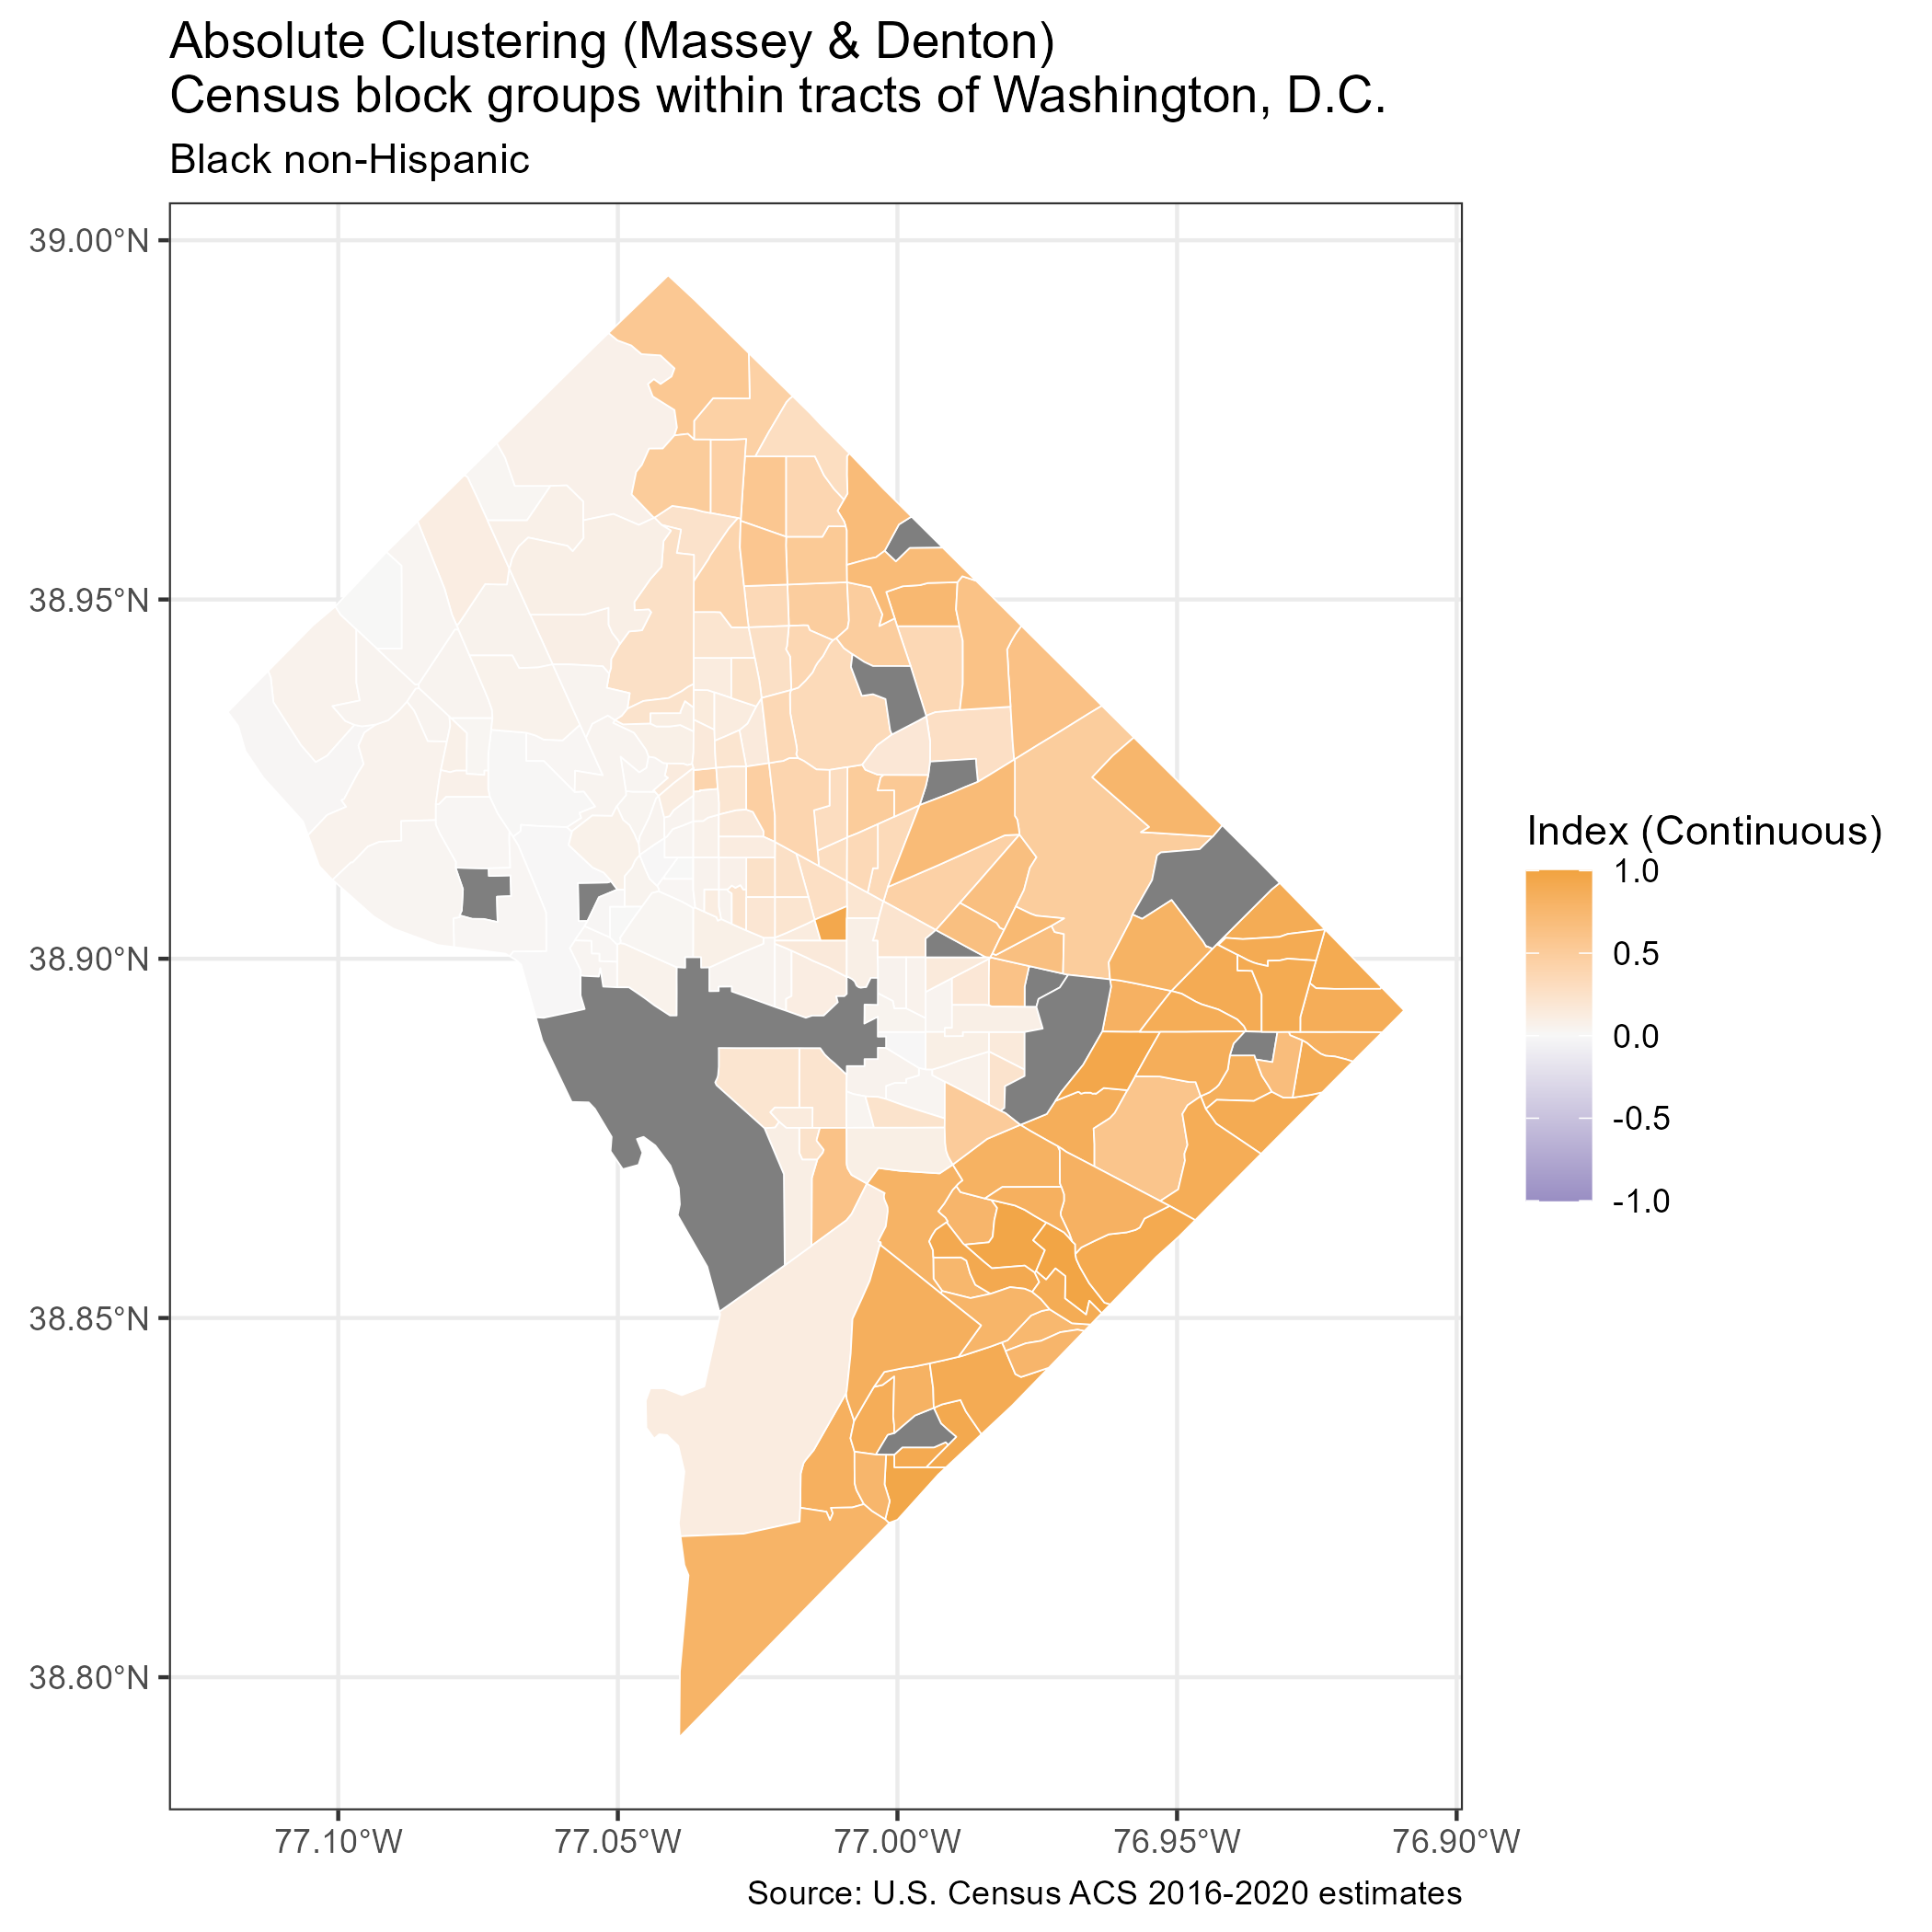 Absolute Clustering (Massey & Denton)
Census block groups within tracts of Washington, D.C.
Black non-Hispanic
39.00°N
38.95°N
38.90°N
38.85°N
38.80°N
77.10°W
77.05°W
77.00°W
76.95°W
76.90°W
Index (Continuous)
1.0
0.5
0.0
-0.5
-1.0
Source: U.S. Census ACS 2016-2020 estimates